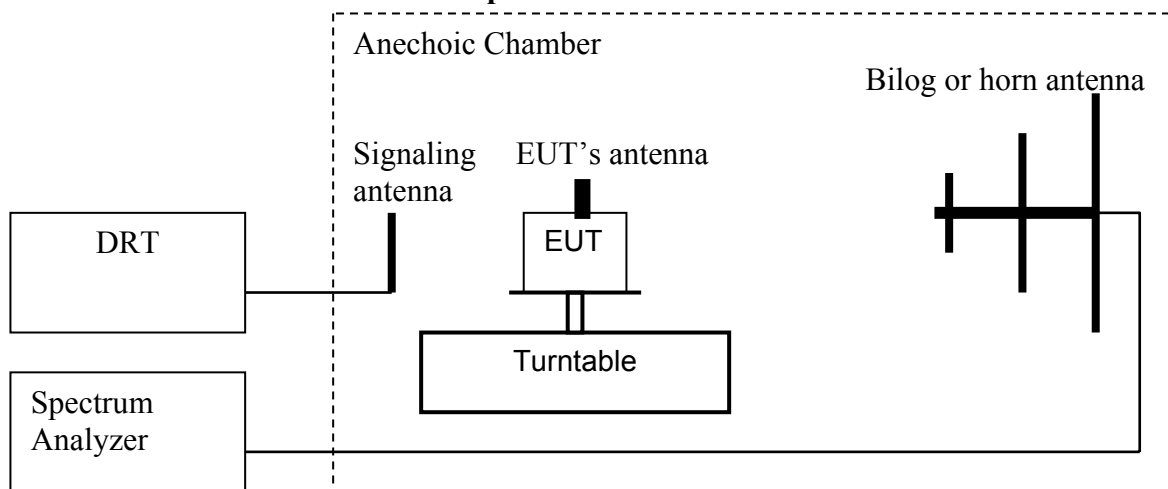 Anechoic Chamber
Bilog or horn antenna
Signaling
antenna
EUT's antenna
DRT
EUT
Turntable
Spectrum
Analyzer